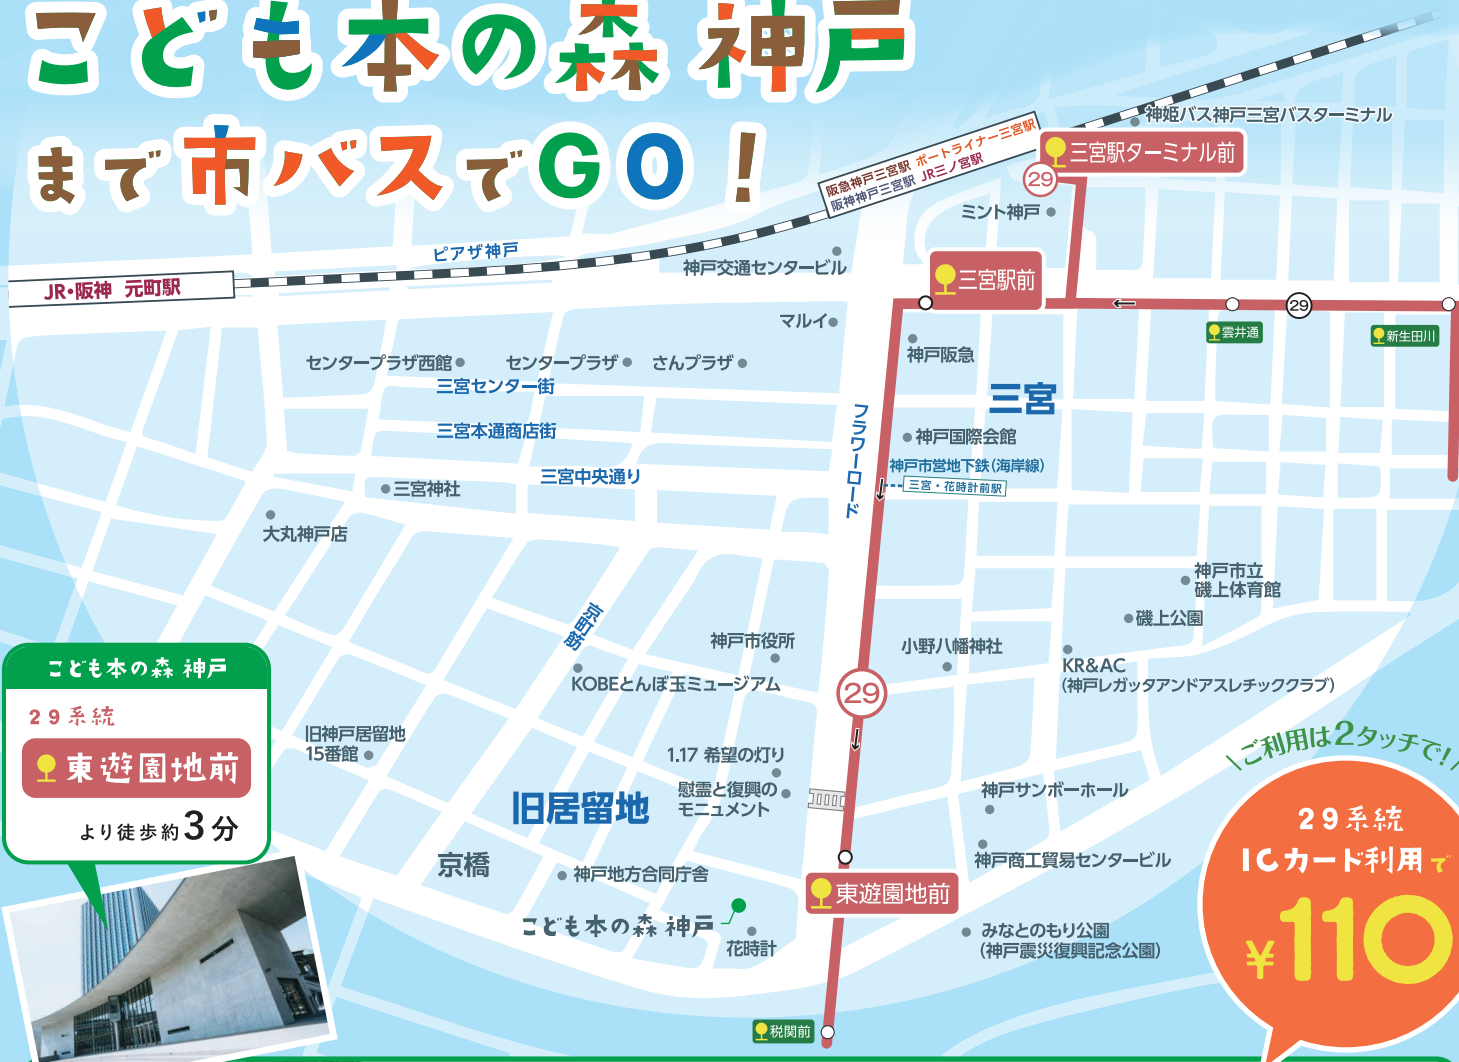 こども本の森 神戸
まで市バスでGO！
神姫バス神戸三宮バスターミナル
三宮駅ターミナル前
阪急神戸三宮駅 ポートライナー三宮駅
阪神神戸三宮駅 JR三ノ宮駅
29
ミント神戸
ピアザ神戸
神戸交通センタービル
三宮駅前
JR・阪神 元町駅
29
マルイ
雲井通
新生田川
神戸阪急
センタープラザ西館
センタープラザ
さんプラザ
三宮センター街
三宮
フラワーロード
三宮本通商店街
神戸国際会館
神戸市営地下鉄(海岸線)
三宮・花時計前駅
三宮中央通り
三宮神社
大丸神戸店
神戸市立
磯上体育館
磯上公園
京町筋
神戸市役所
小野八幡神社
KR&AC
(神戸レガッタアンドアスレチッククラブ)
KOBEとんぼ玉ミュージアム
29
こども本の森 神戸
29系統
東遊園地前
より徒歩約3分
旧神戸居留地
15番館
1.17 希望の灯り
慰霊と復興の
モニュメント
旧居留地
神戸サンボーホール
神戸商工貿易センタービル
京橋
神戸地方合同庁舎
東遊園地前
こども本の森 神戸
花時計
みなとのもり公園
(神戸震災復興記念公園)
税関前
\ご利用は2タッチで!/
29系統
ICカード利用で
¥110